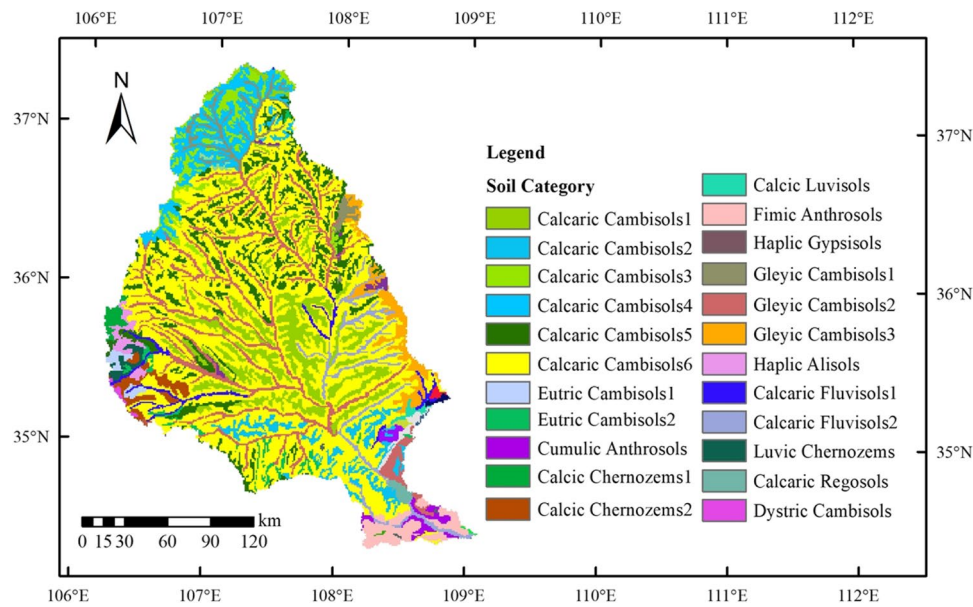 106°E 107°E 108°E 109°E 110°E 111°E 112°E
N
37°N
37°N
36°N
36°N
35°N
35°N
Legend
Soil Category
Calcaric Cambisols1
Calcaric Cambisols2
Calcaric Cambisols3
Calcaric Cambisols4
Calcaric Cambisols5
Calcaric Cambisols6
Eutric Cambisols1
Eutric Cambisols2
Cumulic Anthrosols
Calcic Chernozems1
Calcic Chernozems2
Calcic Luvisols
Fimic Anthrosols
Haplic Gypsisols
Gleyic Cambisols1
Gleyic Cambisols2
Gleyic Cambisols3
Haplic Alisols
Calcaric Fluvisols1
Calcaric Fluvisols2
Luvic Chernozems
Calcaric Regosols
Dystric Cambisols
km
0 15 30 60 90 120
106°E 107°E 108°E 109°E 110°E 111°E 112°E